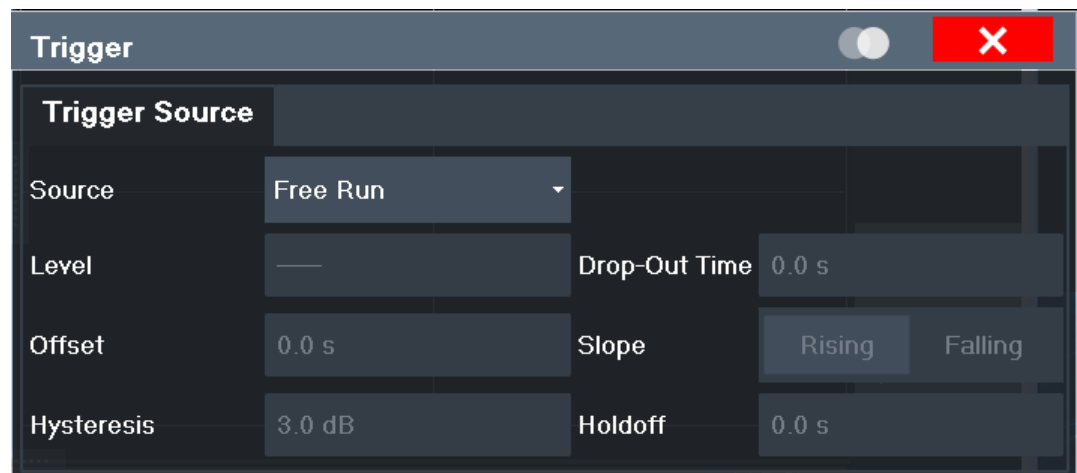 Trigger
Trigger Source
Source Free Run
Level Drop-Out Time 0.0 s
Offset 0.0 s Slope Rising Falling
Hysteresis 3.0 dB Holdoff 0.0 s